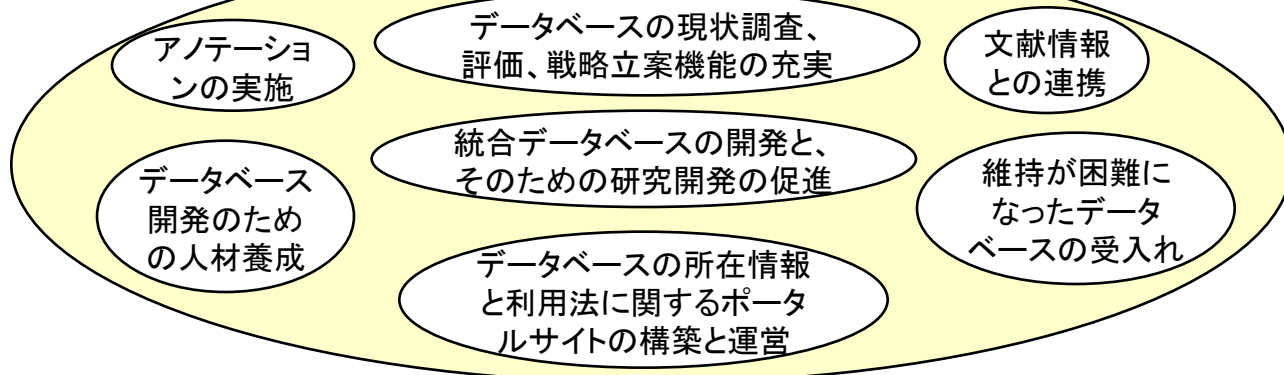 アノテーショ
ンの実施
データベースの現状調査、
評価、戦略立案機能の充実
文献情報
との連携
データベース
開発のため
の人材養成
統合データベースの開発と、
そのための研究開発の促進
維持が困難に
なったデータ
ベースの受入れ
データベースの所在情報
と利用法に関するポータ
ルサイトの構築と運営